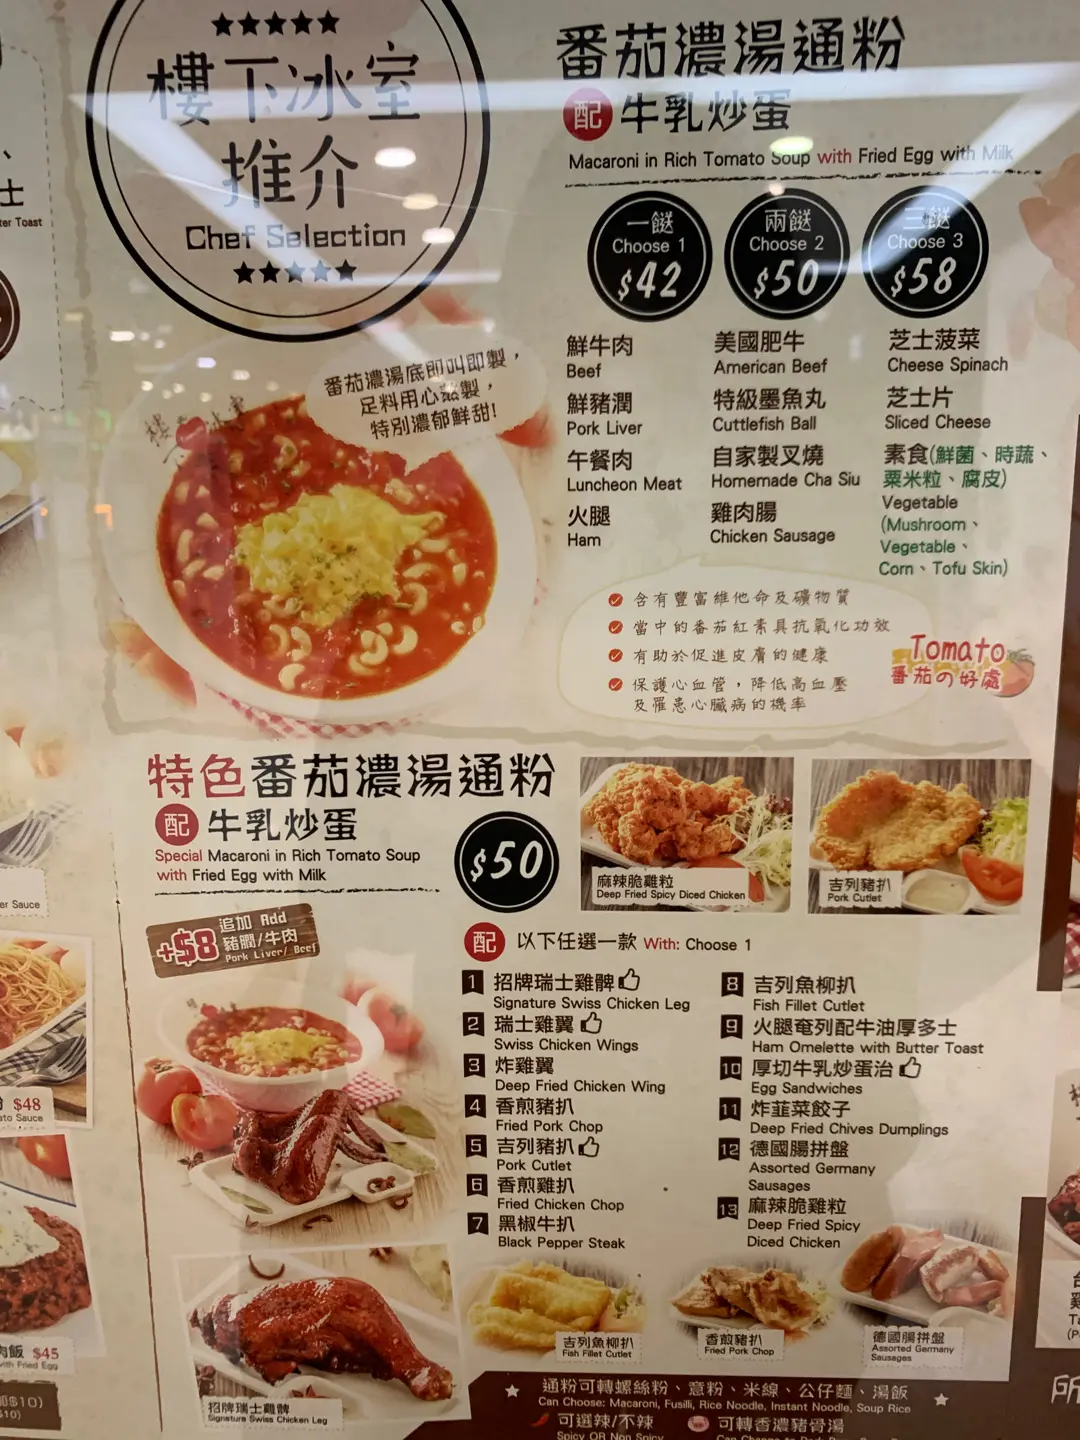 樓下冰室
推介
Chef Selection
番茄濃湯底即叫即製，
足料用心熬製，
特別濃郁鮮甜!
番茄濃湯通粉
配 牛乳炒蛋
Macaroni in Rich Tomato Soup with Fried Egg with Milk
一餸
Choose 1
$42
兩餸
Choose 2
$50
三餸
Choose 3
$58
鮮牛肉
Beef
鮮豬潤
Pork Liver
午餐肉
Luncheon Meat
火腿
Ham
美國肥牛
American Beef
特級墨魚丸
Cuttlefish Ball
自家製叉燒
Homemade Cha Siu
雞肉腸
Chicken Sausage
芝士菠菜
Cheese Spinach
芝士片
Sliced Cheese
素食(鮮菌、時蔬、
粟米粒、腐皮)
Vegetable
(Mushroom、
Vegetable、
Corn、Tofu Skin)
含有豐富維他命及礦物質
當中的番茄紅素具抗氧化功效
有助於促進皮膚的健康
保護心血管，降低高血壓
及罹患心臟病的機率
Tomato
番茄の好處
特色番茄濃湯通粉
配 牛乳炒蛋
Special Macaroni in Rich Tomato Soup
with Fried Egg with Milk
$50
麻辣脆雞粒
Deep Fried Spicy Diced Chicken
吉列豬扒
Pork Cutlet
+$8
追加 Add
豬膶/牛肉
Pork Liver/ Beef
配 以下任選一款 With: Choose 1
1 招牌瑞士雞髀
Signature Swiss Chicken Leg
2 瑞士雞翼
Swiss Chicken Wings
3 炸雞翼
Deep Fried Chicken Wing
4 香煎豬扒
Fried Pork Chop
5 吉列豬扒
Pork Cutlet
6 香煎雞扒
Fried Chicken Chop
7 黑椒牛扒
Black Pepper Steak
8 吉列魚柳扒
Fish Fillet Cutlet
9 火腿奄列配牛油厚多士
Ham Omelette with Butter Toast
10 厚切牛乳炒蛋治
Egg Sandwiches
11 炸韮菜餃子
Deep Fried Chives Dumplings
12 德國腸拼盤
Assorted Germany
Sausages
13 麻辣脆雞粒
Deep Fried Spicy
Diced Chicken
招牌瑞士雞髀
Signature Swiss Chicken Leg
吉列魚柳扒
Fish Fillet Cutlet
香煎豬扒
Fried Pork Chop
德國腸拼盤
Assorted Germany
Sausages
通粉可轉螺絲粉、意粉、米線、公仔麵、湯飯
Can Choose: Macaroni, Fusilli, Rice Noodle, Instant Noodle, Soup Rice
可選辣/不辣
Spicy OR Non Spicy
可轉香濃豬骨湯
士
ter Toast
er Sauce
$48
ato Sauce
肉飯 $45
with Fried Egg
$10)
所